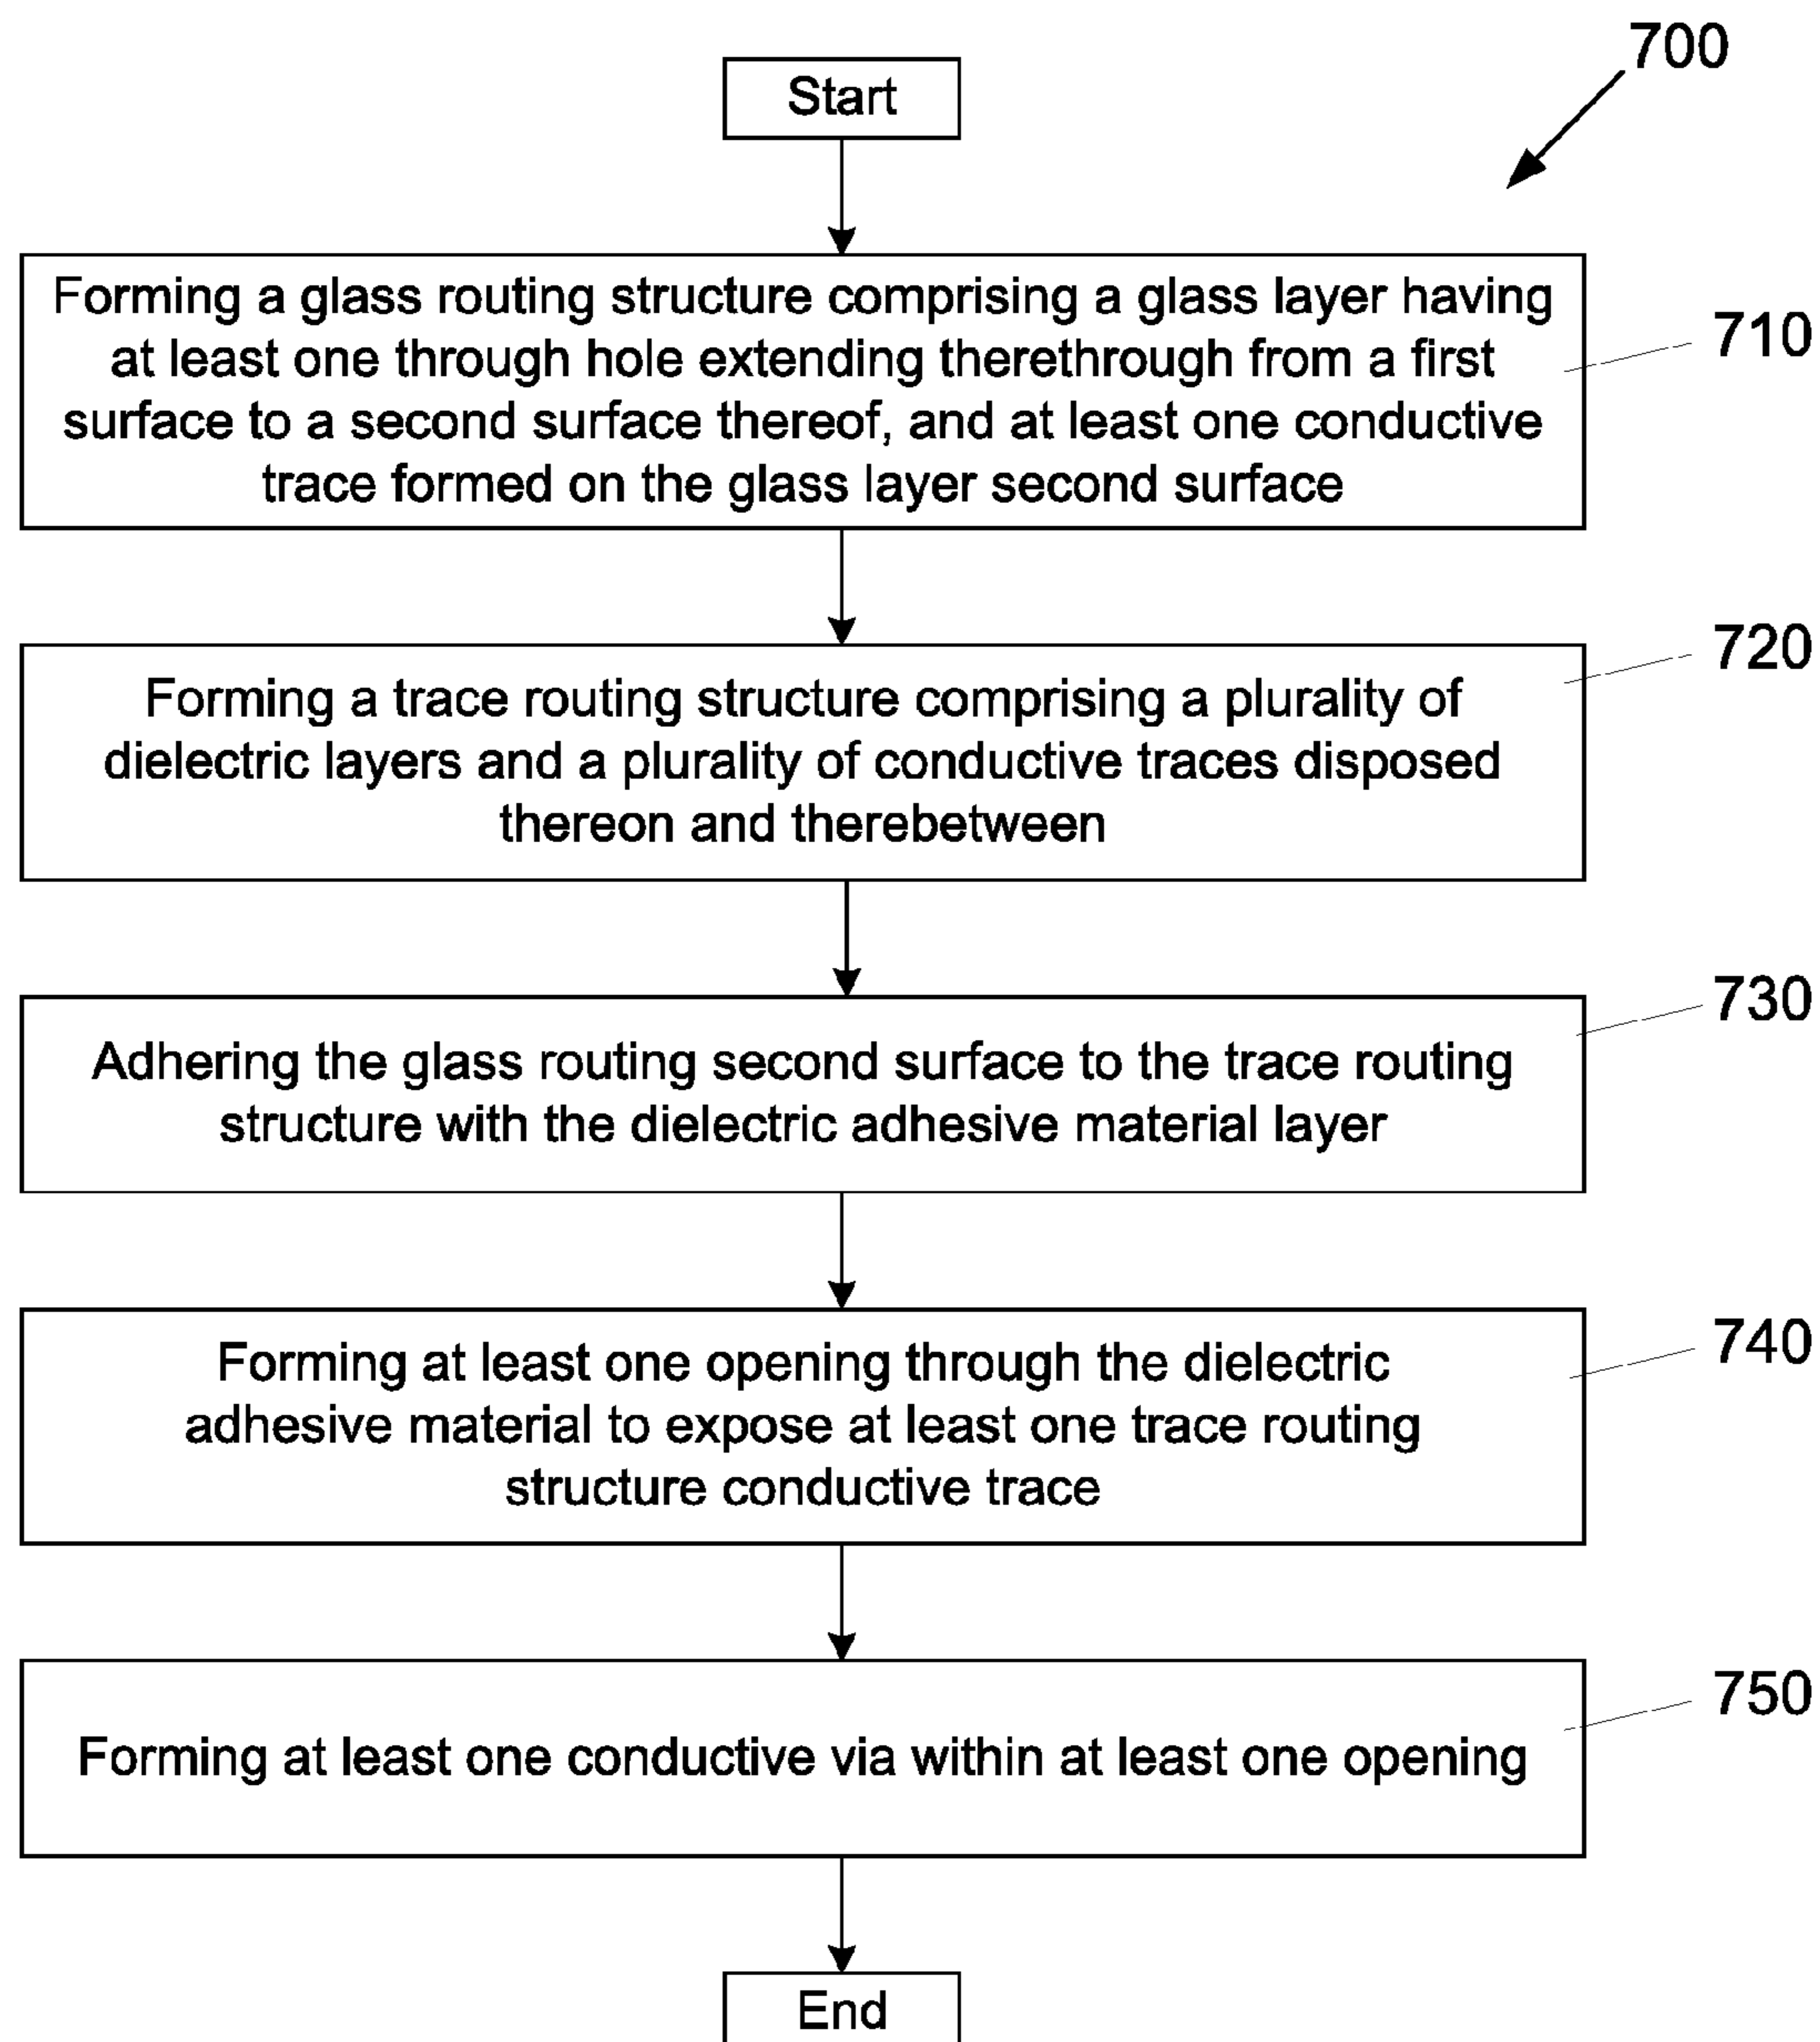 700
Start
Forming a glass routing structure comprising a glass layer having
at least one through hole extending therethrough from a first
surface to a second surface thereof, and at least one conductive
trace formed on the glass layer second surface
710
Forming a trace routing structure comprising a plurality of
dielectric layers and a plurality of conductive traces disposed
thereon and therebetween
720
Adhering the glass routing second surface to the trace routing
structure with the dielectric adhesive material layer
730
Forming at least one opening through the dielectric
adhesive material to expose at least one trace routing
structure conductive trace
740
Forming at least one conductive via within at least one opening
750
End